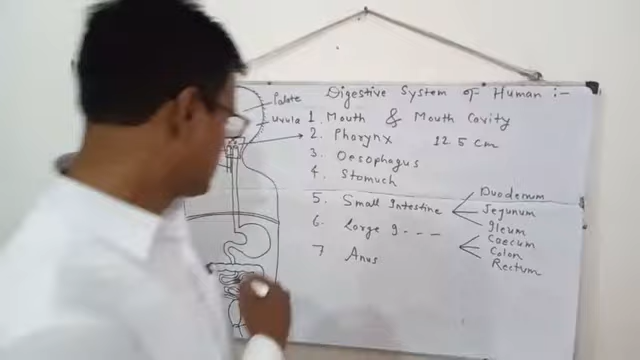 Digestive System of Human :-
Palate
Uvula
1. Mouth & Mouth Cavity
2. Pharynx 12.5 cm
3. Oesophagus
4. Stomuch
5. Small Intestine
Duodenum
Jegunum
Ileum
6. Large I - - -
Caecum
Colon
Rectum
7 Anus